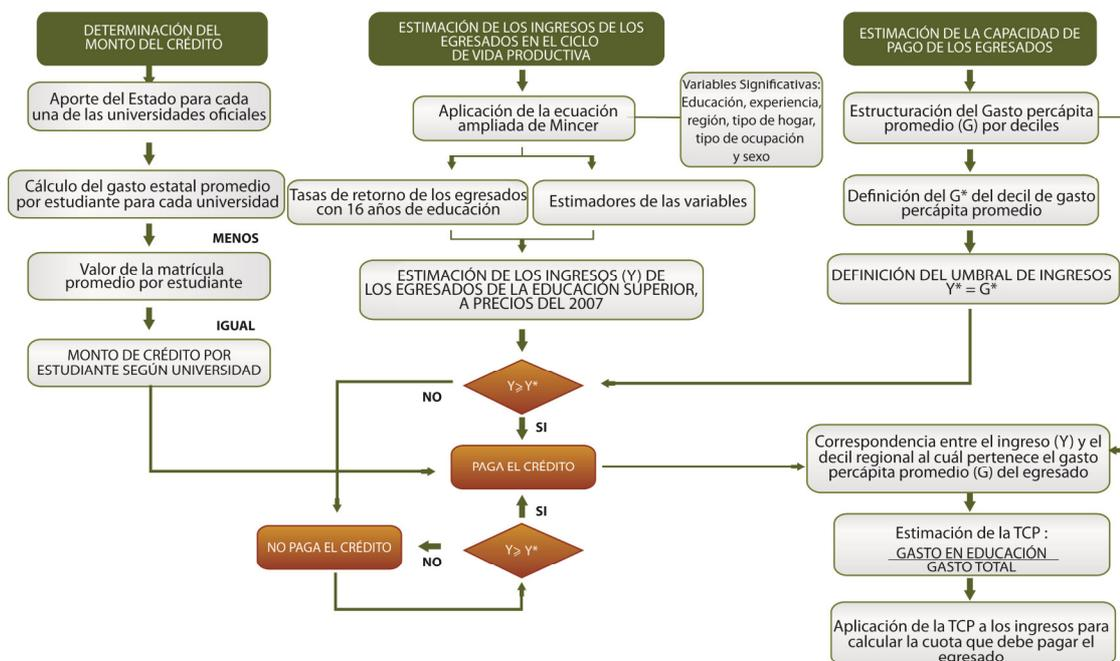 DETERMINACIÓN DEL
MONTO DEL CRÉDITO
Aporte del Estado para cada
una de las universidades oficiales
Cálculo del gasto estatal promedio
por estudiante para cada universidad
MENOS
Valor de la matrícula
promedio por estudiante
IGUAL
MONTO DE CRÉDITO POR
ESTUDIANTE SEGÚN UNIVERSIDAD
ESTIMACIÓN DE LOS INGRESOS DE LOS
EGRESADOS EN EL CICLO
DE VIDA PRODUCTIVA
Aplicación de la ecuación
ampliada de Mincer
Variables Significativas:
Educación, experiencia,
región, tipo de hogar,
tipo de ocupación
y sexo
Tasas de retorno de los egresados
con 16 años de educación
Estimadores de las variables
ESTIMACIÓN DE LOS INGRESOS (Y) DE
LOS EGRESADOS DE LA EDUCACIÓN SUPERIOR,
A PRECIOS DEL 2007
Y⩾Y*
NO
SI
PAGA EL CRÉDITO
SI
Y⩾Y*
NO
NO PAGA EL CRÉDITO
ESTIMACIÓN DE LA CAPACIDAD DE
PAGO DE LOS EGRESADOS
Estructuración del Gasto percápita
promedio (G) por deciles
Definición del G* del decil de gasto
percápita promedio
DEFINICIÓN DEL UMBRAL DE INGRESOS
Y* = G*
Correspondencia entre el ingreso (Y) y el
decil regional al cuál pertenece el gasto
percápita promedio (G) del egresado
Estimación de la TCP :
GASTO EN EDUCACIÓN
GASTO TOTAL
Aplicación de la TCP a los ingresos para
calcular la cuota que debe pagar el
egresado